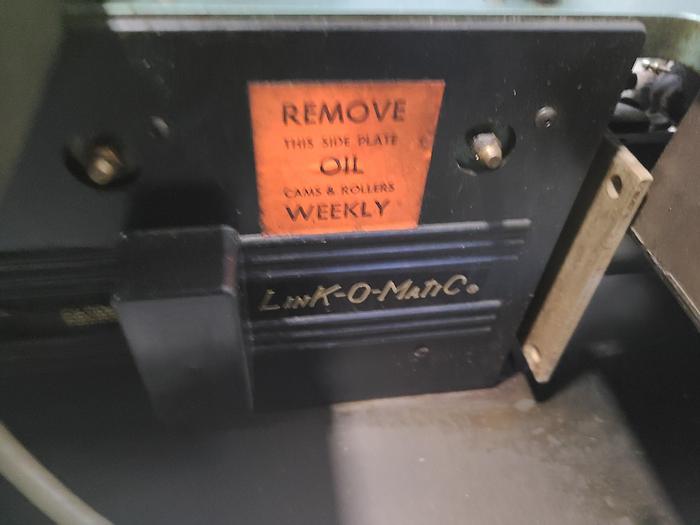 REMOVE
THIS SIDE PLATE
OIL
CAMS & ROLLERS
WEEKLY
LINK-O-MATIC.